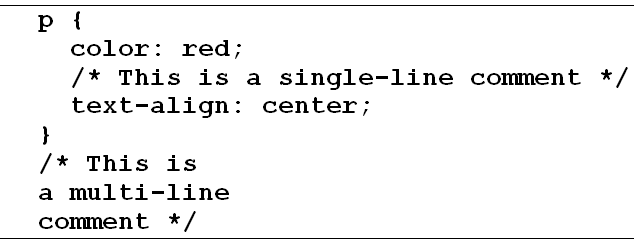 p {
color: red;
/* This is a single-line comment */
text-align: center;
}
/* This is
a multi-line
comment */